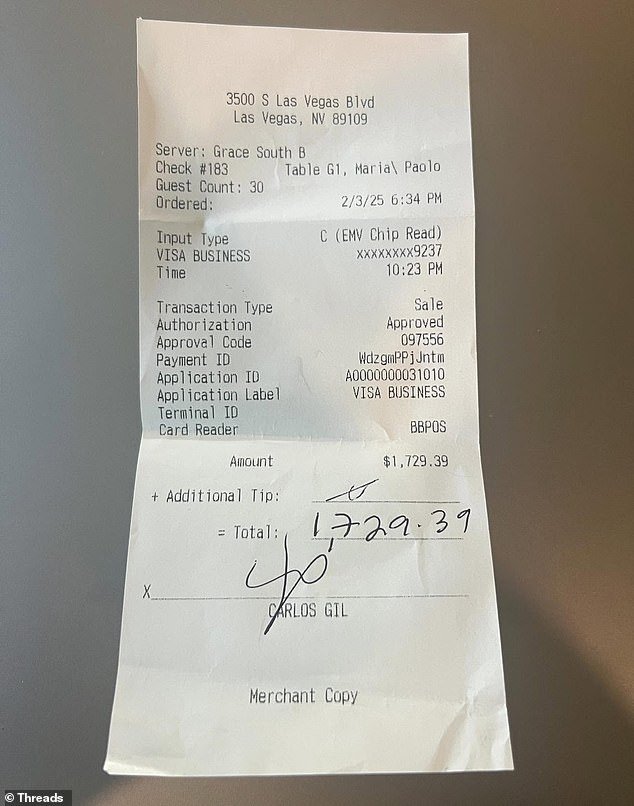 3500 S Las Vegas Blvd
Las Vegas, NV 89109
Server: Grace South B
Check #183 Table G1, Maria\ Paolo
Guest Count: 30
Ordered: 2/3/25 6:34 PM
Input Type C (EMV Chip Read)
VISA BUSINESS xxxxxxxx9237
Time 10:23 PM
Transaction Type Sale
Authorization Approved
Approval Code 097556
Payment ID WdzgmPPjJntm
Application ID A0000000031010
Application Label VISA BUSINESS
Terminal ID
Card Reader BBPOS
Amount $1,729.39
+ Additional Tip:
= Total: 1,729.39
X
CARLOS GIL
Merchant Copy
© Threads